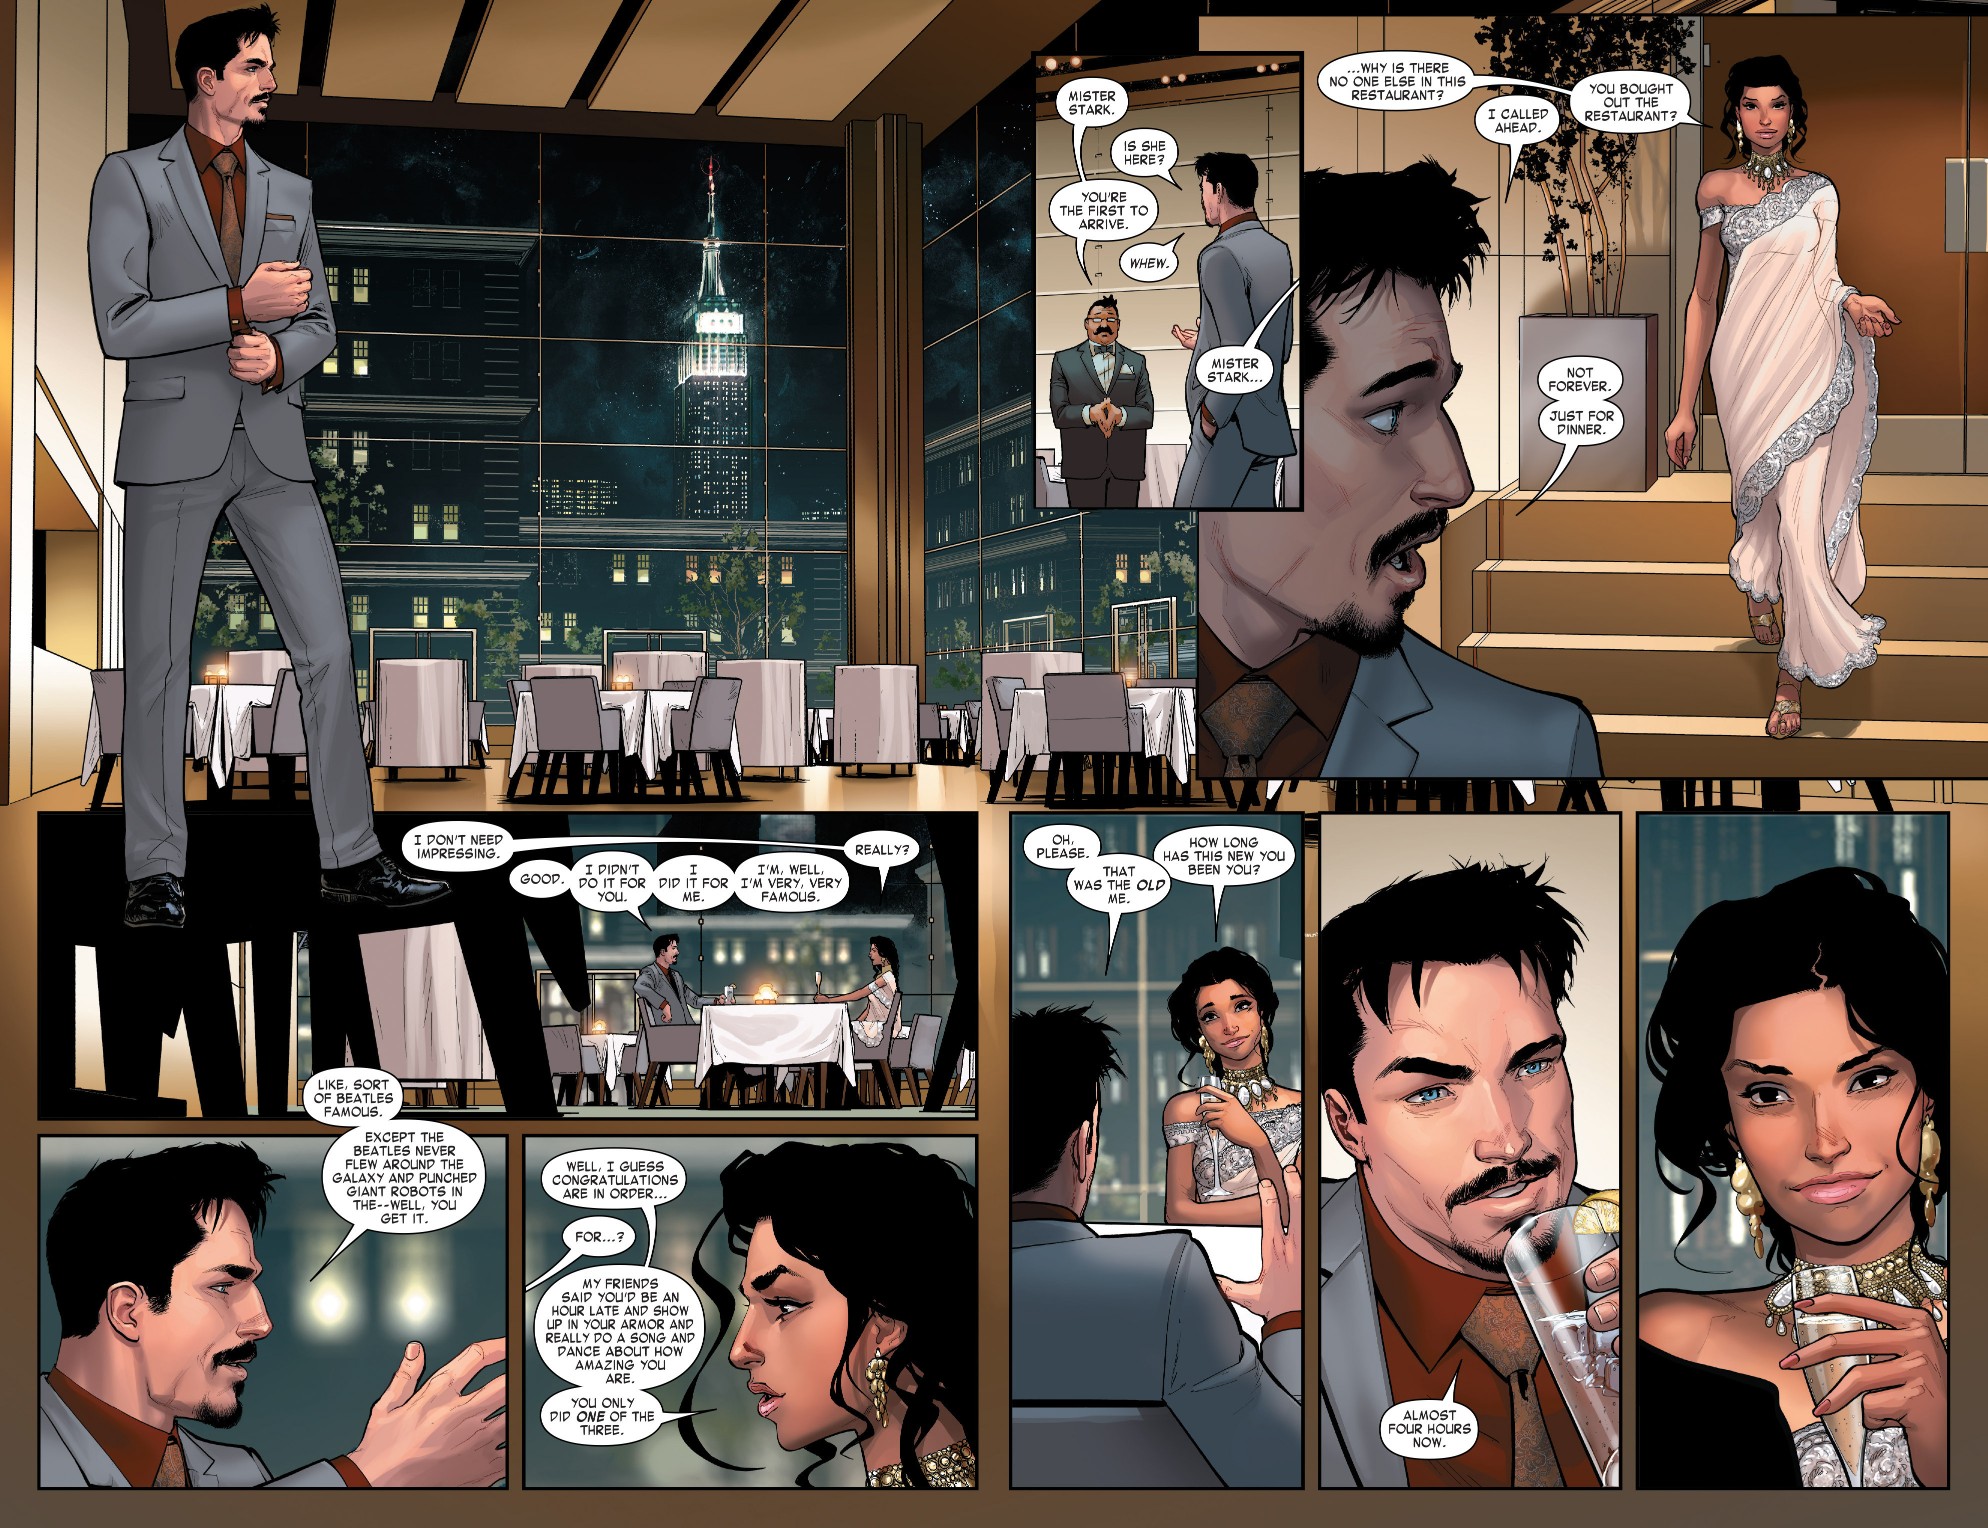 MISTER
STARK.
IS SHE
HERE?
YOU'RE
THE FIRST TO
ARRIVE.
WHEW.
MISTER
STARK...
...WHY IS THERE
NO ONE ELSE IN THIS
RESTAURANT?
I CALLED
AHEAD.
YOU BOUGHT
OUT THE
RESTAURANT?
NOT
FOREVER.
JUST FOR
DINNER.
I DON'T NEED
IMPRESSING.
GOOD.
I DIDN'T
DO IT FOR
YOU.
I
DID IT FOR
ME.
I'M, WELL,
I'M VERY, VERY
FAMOUS.
REALLY?
LIKE, SORT
OF BEATLES
FAMOUS.
EXCEPT THE
BEATLES NEVER
FLEW AROUND THE
GALAXY AND PUNCHED
GIANT ROBOTS IN
THE--WELL, YOU
GET IT.
WELL, I GUESS
CONGRATULATIONS
ARE IN ORDER...
FOR...?
MY FRIENDS
SAID YOU'D BE AN
HOUR LATE AND SHOW
UP IN YOUR ARMOR AND
REALLY DO A SONG AND
DANCE ABOUT HOW
AMAZING YOU
ARE.
YOU ONLY
DID ONE OF THE
THREE.
OH,
PLEASE.
THAT
WAS THE OLD
ME.
HOW LONG
HAS THIS NEW YOU
BEEN YOU?
ALMOST
FOUR HOURS
NOW.